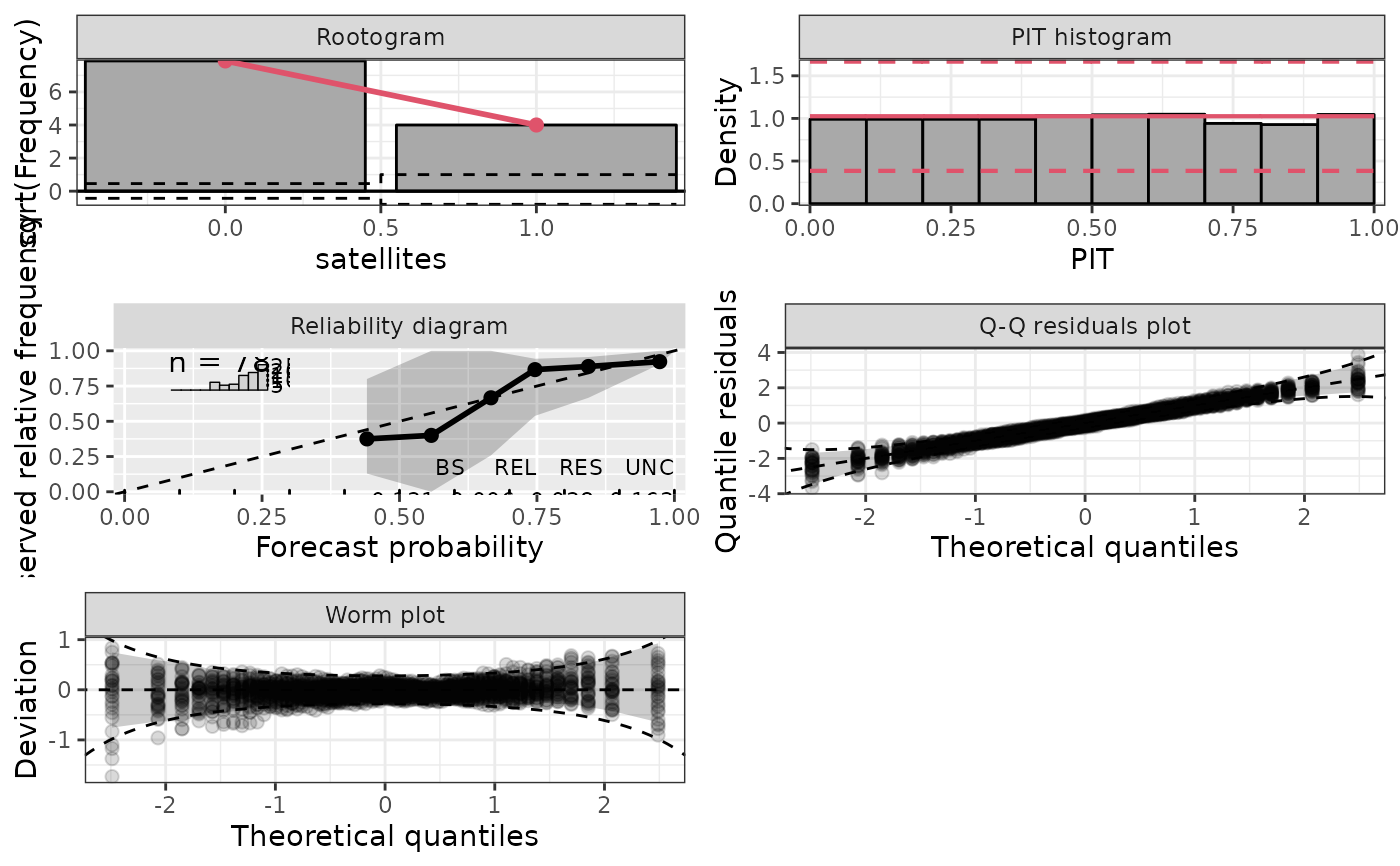 Rootogram
sqrt(Frequency)
6
4
2
0
0.0 0.5 1.0
satellites
PIT histogram
Density
1.5
1.0
0.5
0.0
0.00 0.25 0.50 0.75 1.00
PIT
Reliability diagram
served relative frequency
1.00
0.75
0.50
0.25
0.00
n = 78
BS REL RES UNC
0.00 0.25 0.50 0.75 1.00
Forecast probability
Q-Q residuals plot
Quantile residuals
4
2
0
-2
-4
-2 -1 0 1 2
Theoretical quantiles
Worm plot
Deviation
1
0
-1
-2 -1 0 1 2
Theoretical quantiles